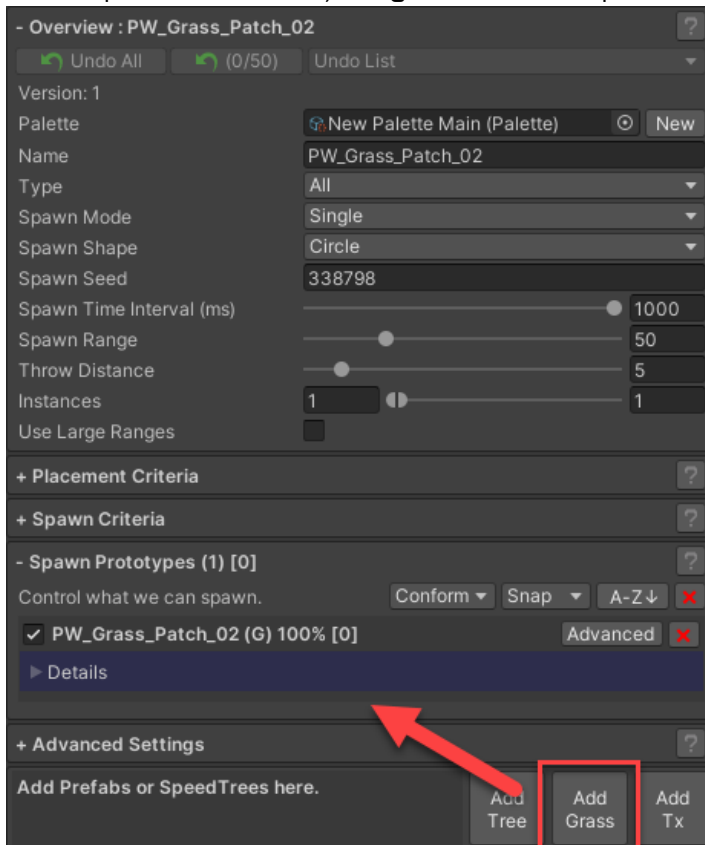 - Overview : PW_Grass_Patch_02 ?
Undo All (0/50) Undo List
Version: 1
Palette New Palette Main (Palette) New
Name PW_Grass_Patch_02
Type All
Spawn Mode Single
Spawn Shape Circle
Spawn Seed 338798
Spawn Time Interval (ms) 1000
Spawn Range 50
Throw Distance 5
Instances 1 1
Use Large Ranges
+ Placement Criteria ?
+ Spawn Criteria ?
- Spawn Prototypes (1) [0] ?
Control what we can spawn. Conform Snap A-Z↓
PW_Grass_Patch_02 (G) 100% [0] Advanced
Details
+ Advanced Settings ?
Add Prefabs or SpeedTrees here.
Add Tree
Add Grass
Add Tx